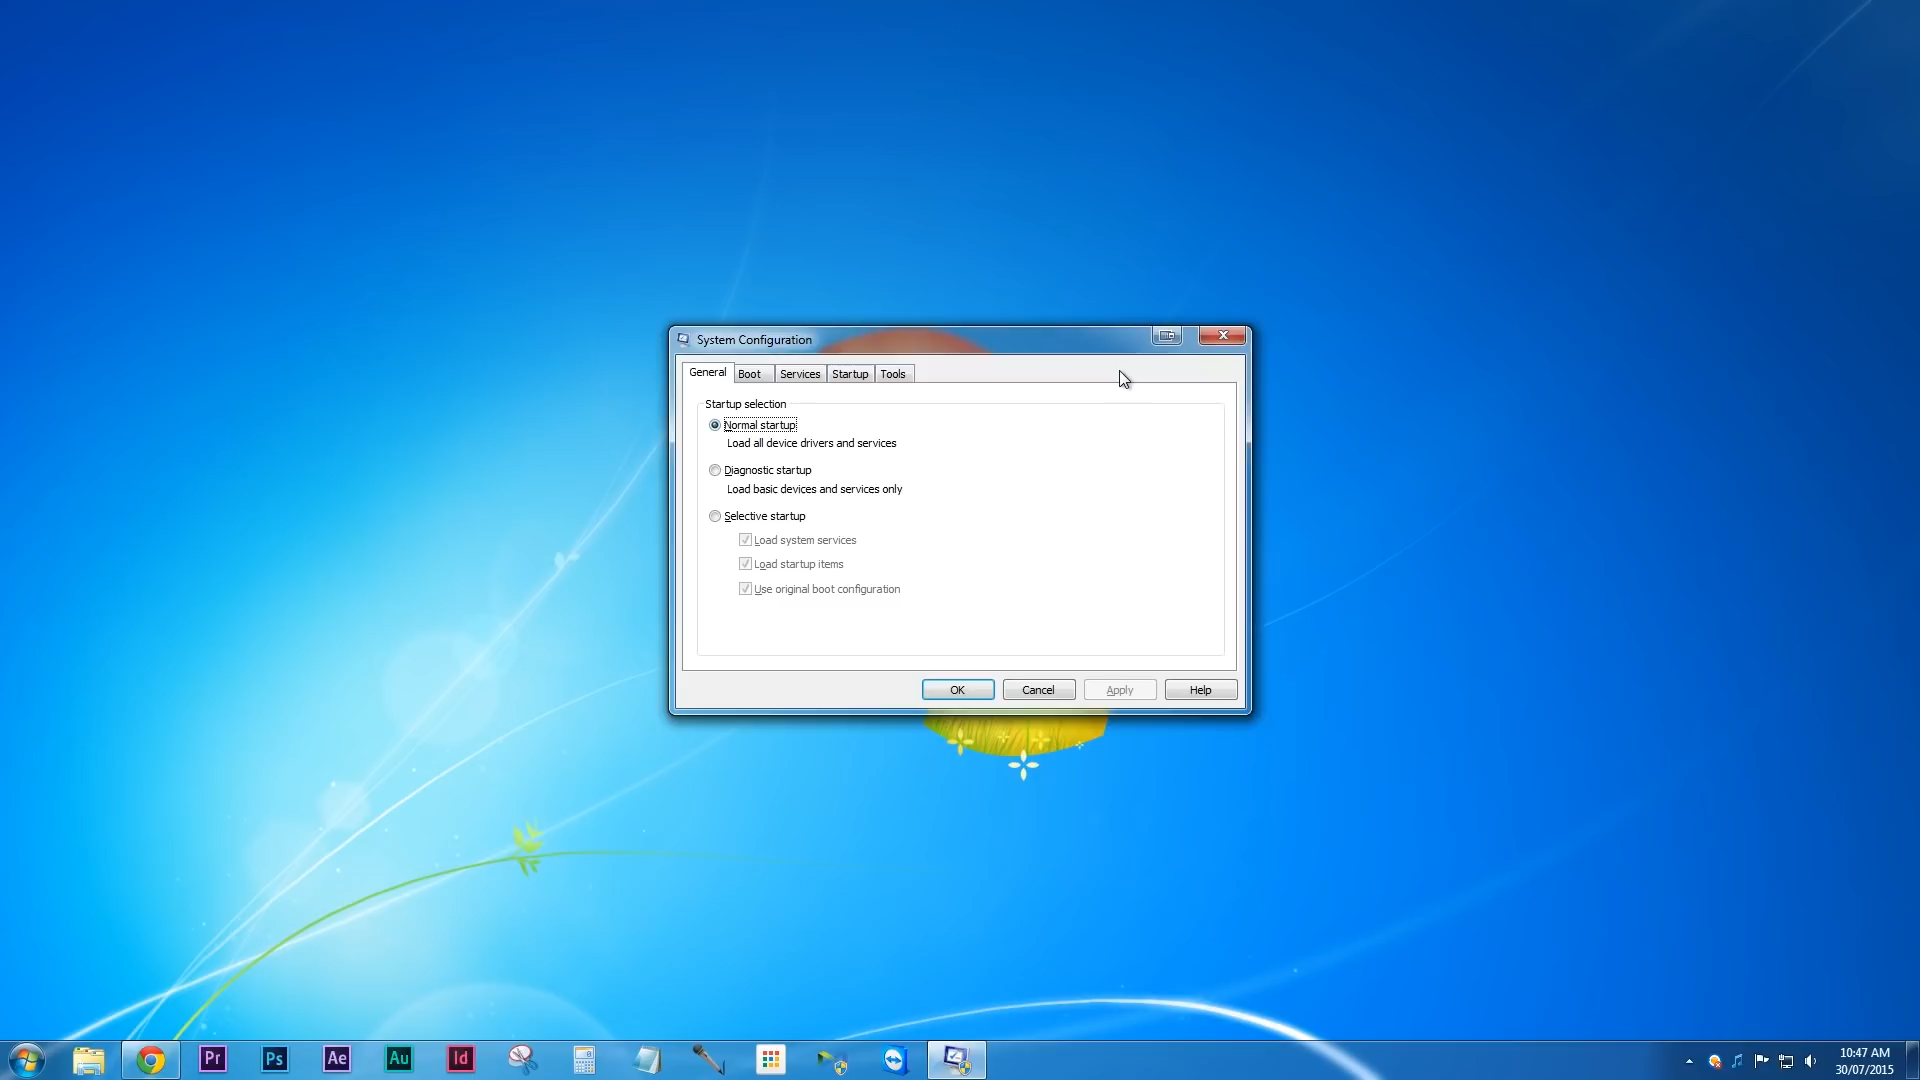 System Configuration
General Boot Services Startup Tools
Startup selection
Normal startup
Load all device drivers and services
Diagnostic startup
Load basic devices and services only
Selective startup
Load system services
Load startup items
Use original boot configuration
OK Cancel Apply Help
Pr Ps Ae Au Id
10:47 AM
30/07/2015